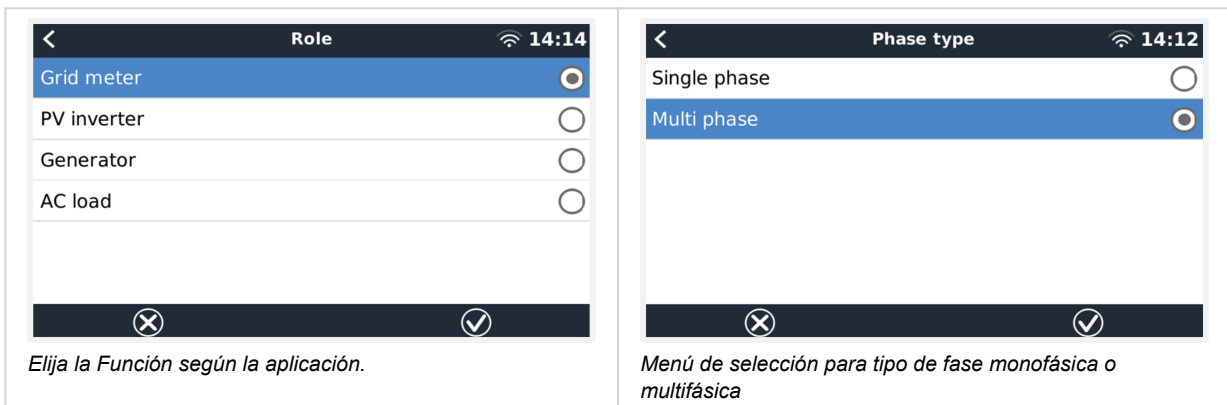 Role
14:14
Grid meter
PV inverter
Generator
AC load
Elija la Función según la aplicación.
Phase type
14:12
Single phase
Multi phase
Menú de selección para tipo de fase monofásica o
multifásica